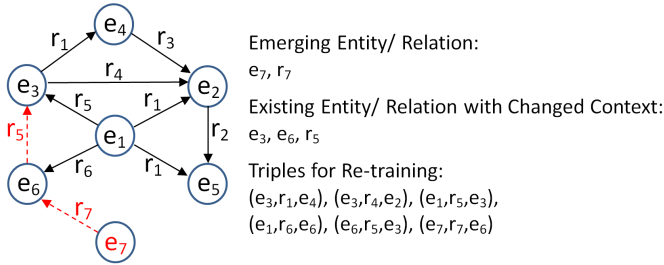 e₄
r₁
r₃
e₃
r₄
e₂
r₅
r₁
r₅
e₁
r₂
r₆
r₁
e₆
e₅
r₇
e₇
Emerging Entity/ Relation:
e₇, r₇
Existing Entity/ Relation with Changed Context:
e₃, e₆, r₅
Triples for Re-training:
(e₃,r₁,e₄), (e₃,r₄,e₂), (e₁,r₅,e₃),
(e₁,r₆,e₆), (e₆,r₅,e₃), (e₇,r₇,e₆)